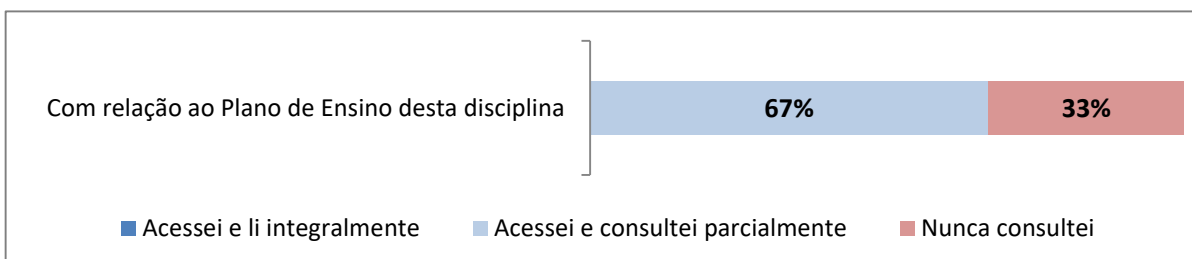 Com relação ao Plano de Ensino desta disciplina 67% 33%
Acessei e li integralmente Acessei e consultei parcialmente Nunca consultei